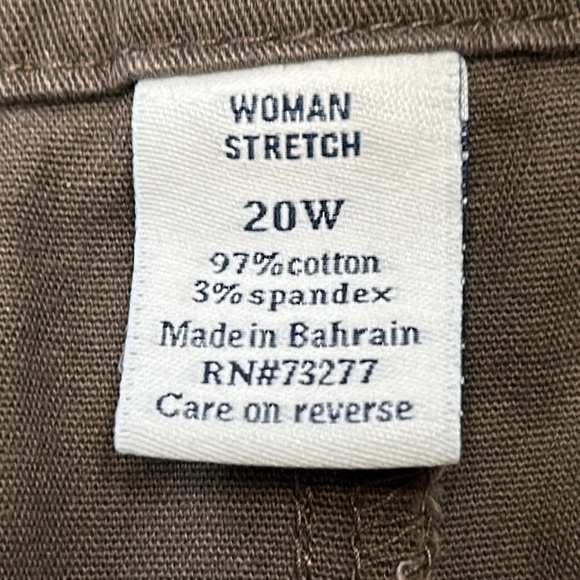 WOMAN
STRETCH
20W
97% cotton
3% spandex
Made in Bahrain
RN#73277
Care on reverse